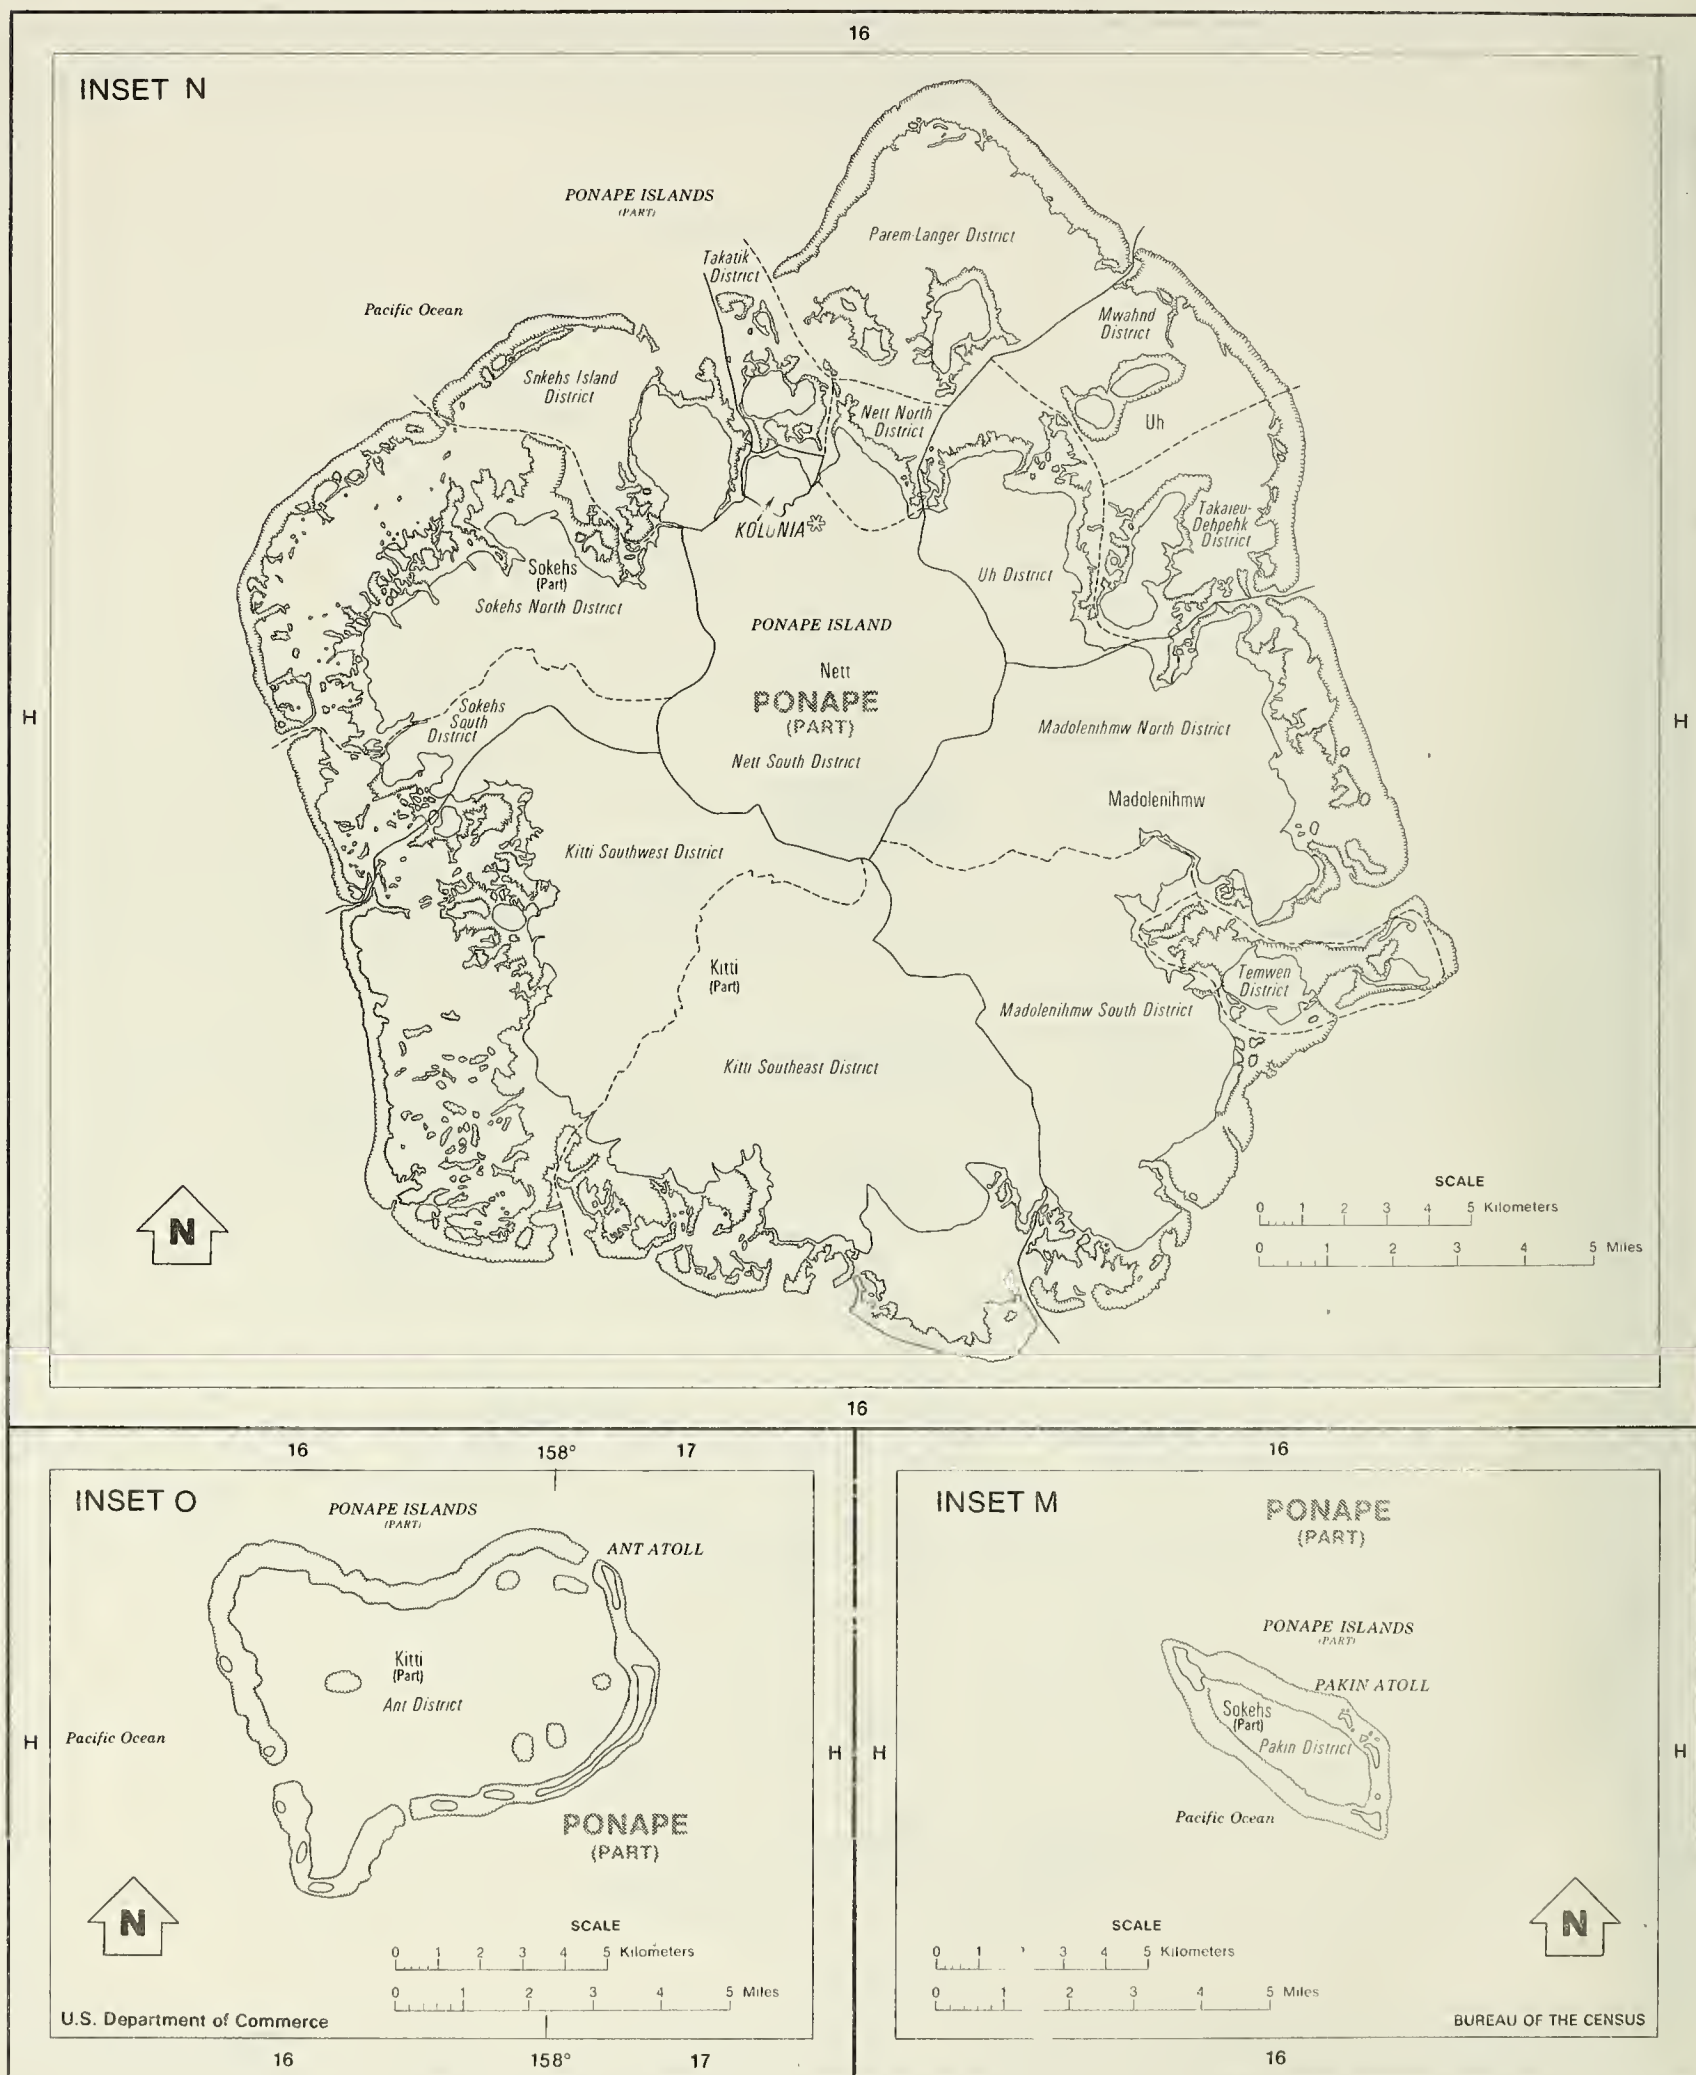 16
INSET N
PONAPE ISLANDS
(PART)
Parem-Langer District
Takatik
District
Pacific Ocean
Mwahnd
District
Snkehs Island
District
Nett North
District
Uh
KOLONIA*
Takaieu-
Dehpehk
District
Sokehs
(Part)
Sokehs North District
Uh District
PONAPE ISLAND
Nett
PONAPE
(PART)
Nett South District
Sokehs
South
District
H
H
Madolenihmw North District
Madolenihmw
Kitti Southwest District
Kitti
(Part)
Temwen
District
Madolenihmw South District
Kitti Southeast District
N
SCALE
0 1 2 3 4 5 Kilometers
0 1 2 3 4 5 Miles
16
16 158° 17
INSET O
PONAPE ISLANDS
(PART)
ANT ATOLL
Kitti
(Part)
Ant District
H
Pacific Ocean
H
PONAPE
(PART)
N
SCALE
0 1 2 3 4 5 Kilometers
0 1 2 3 4 5 Miles
U.S. Department of Commerce
16 158° 17
16
INSET M
PONAPE
(PART)
PONAPE ISLANDS
(PART)
PAKIN ATOLL
Sokehs
(Part)
Pakin District
H
H
Pacific Ocean
N
SCALE
0 1 3 4 5 Kilometers
0 1 2 3 4 5 Miles
BUREAU OF THE CENSUS
16